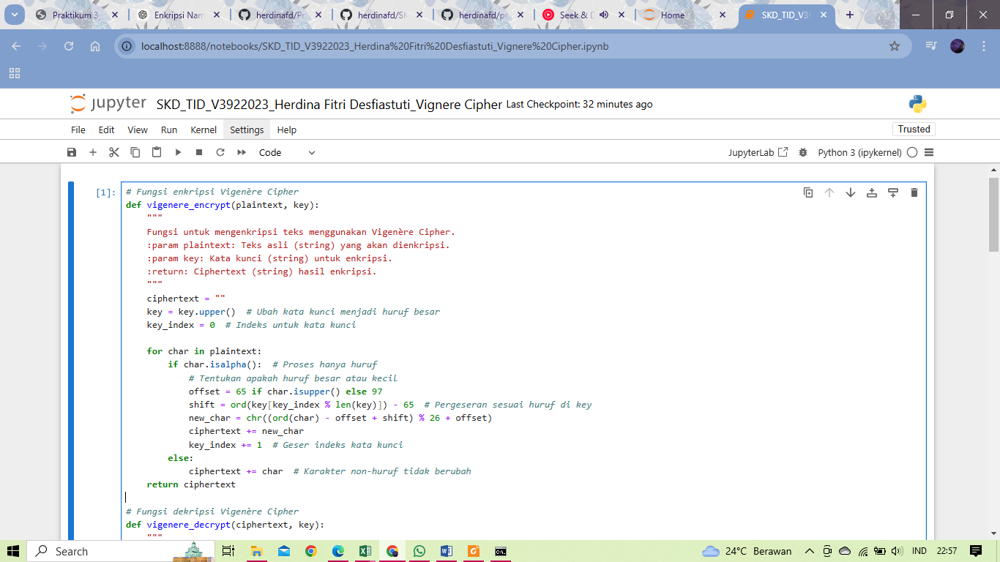 Praktikum 3_
Enkripsi Nam
herdinafd/Pr
herdinafd/SK
herdinafd/pr
Seek & D
Home
SKD_TID_V39
localhost:8888/notebooks/SKD_TID_V3922023_Herdina%20Fitri%20Desfiastuti_Vignere%20Cipher.ipynb
jupyter SKD_TID_V3922023_Herdina Fitri Desfiastuti_Vignere Cipher Last Checkpoint: 32 minutes ago
File Edit View Run Kernel Settings Help Trusted
Code JupyterLab Python 3 (ipykernel)
[1]: # Fungsi enkripsi Vigenère Cipher
def vigenere_encrypt(plaintext, key):
    """
    Fungsi untuk mengenkripsi teks menggunakan Vigenère Cipher.
    :param plaintext: Teks asli (string) yang akan dienkripsi.
    :param key: Kata kunci (string) untuk enkripsi.
    :return: Ciphertext (string) hasil enkripsi.
    """
    ciphertext = ""
    key = key.upper()  # Ubah kata kunci menjadi huruf besar
    key_index = 0  # Indeks untuk kata kunci
    for char in plaintext:
        if char.isalpha():  # Proses hanya huruf
            # Tentukan apakah huruf besar atau kecil
            offset = 65 if char.isupper() else 97
            shift = ord(key[key_index % len(key)]) - 65  # Pergeseran sesuai huruf di key
            new_char = chr((ord(char) - offset + shift) % 26 + offset)
            ciphertext += new_char
            key_index += 1  # Geser indeks kata kunci
        else:
            ciphertext += char  # Karakter non-huruf tidak berubah
    return ciphertext
# Fungsi dekripsi Vigenère Cipher
def vigenere_decrypt(ciphertext, key):
    """
Search 24°C Berawan IND 22:57